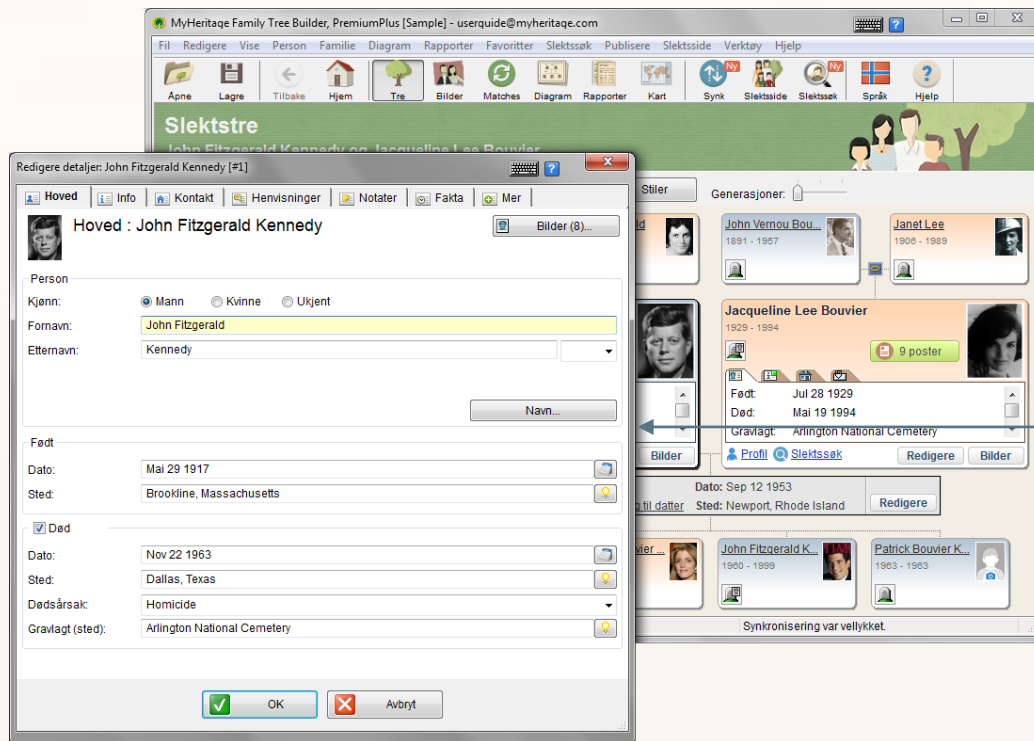 MyHeritage Family Tree Builder, PremiumPlus [Sample] - userguide@myheritage.com
Fil Redigere Vise Person Familie Diagram Rapporter Favoritter Slektssøk Publisere Slektsside Verktøy Hjelp
Ny Ny
Åpne Lagre Tilbake Hjem Tre Bilder Matches Diagram Rapporter Kart Synk Slektsside Slektssøk Språk Hjelp
Slektstre
John Fitzgerald Kennedy og Jacqueline Lee Bouvier
Stiler Generasjoner:
John Vernou Bou...
1891 - 1957
Janet Lee
1906 - 1989
Jacqueline Lee Bouvier
1929 - 1994
9 poster
Født: Jul 28 1929
Død: Mai 19 1994
Gravlagt: Arlington National Cemetery
Bilder
Profil Slektssøk Redigere Bilder
Dato: Sep 12 1953
til datter Sted: Newport, Rhode Island Redigere
John Fitzgerald K...
1960 - 1999
Patrick Bouvier K...
1963 - 1963
Synkronisering var vellykket.
Redigere detaljer: John Fitzgerald Kennedy [#1]
Hoved Info Kontakt Henvisninger Notater Fakta Mer
Hoved : John Fitzgerald Kennedy
Bilder (8)...
Person
Kjønn: Mann Kvinne Ukjent
Fornavn: John Fitzgerald
Etternavn: Kennedy
Navn...
Født
Dato: Mai 29 1917
Sted: Brookline, Massachusetts
Død
Dato: Nov 22 1963
Sted: Dallas, Texas
Dødsårsak: Homicide
Gravlagt (sted): Arlington National Cemetery
OK Avbryt